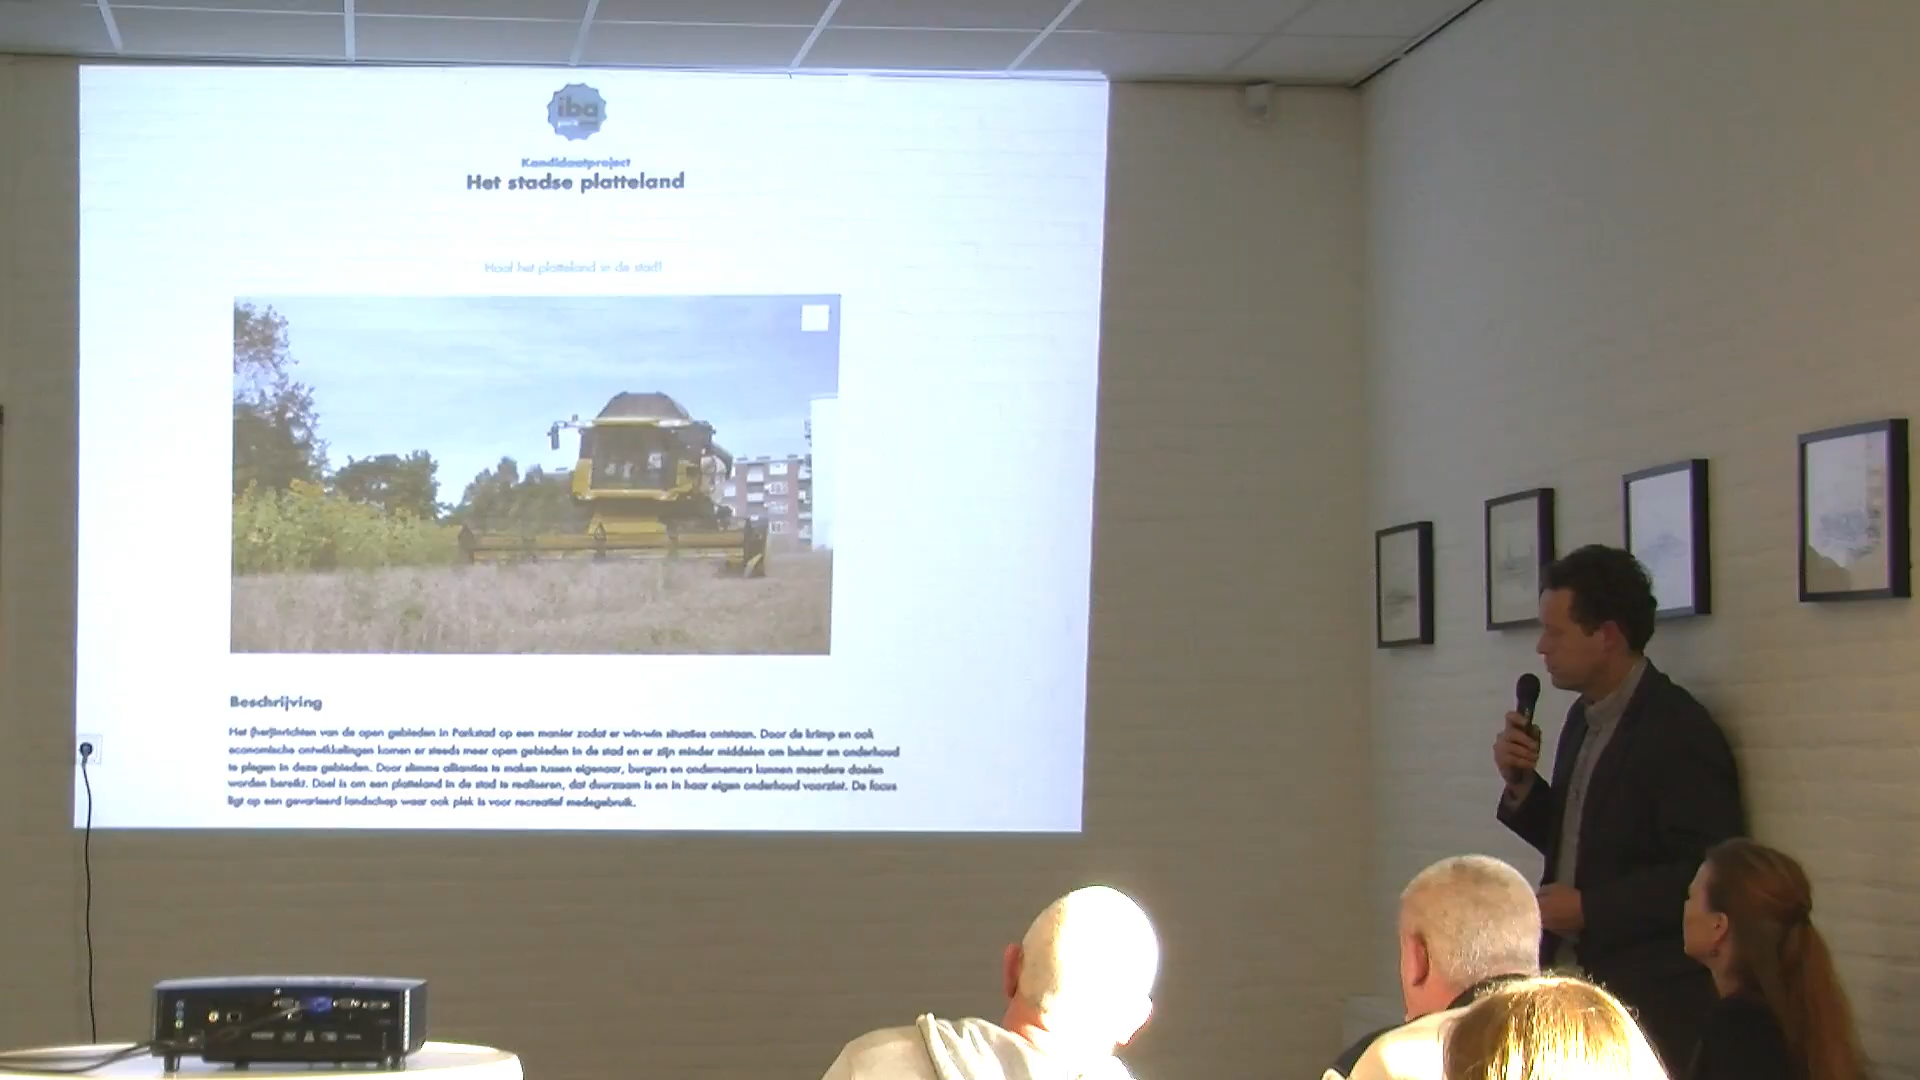 iba
Kandidaatproject
Het stadse platteland
Haal het platteland in de stad!
Beschrijving
Het (her)inrichten van de open gebieden in Parkstad op een manier zodat er win-win situaties ontstaan. Door de krimp en ook
economische ontwikkelingen komen er steeds meer open gebieden in de stad en er zijn minder middelen om beheer en onderhoud
te plegen in deze gebieden. Door slimme allianties te maken tussen eigenaar, burgers en ondernemers kunnen meerdere doelen
worden bereikt. Doel is om een platteland in de stad te realiseren, dat duurzaam is en in haar eigen onderhoud voorziet. De focus
ligt op een gevarieerd landschap waar ook plek is voor recreatief medegebruik.